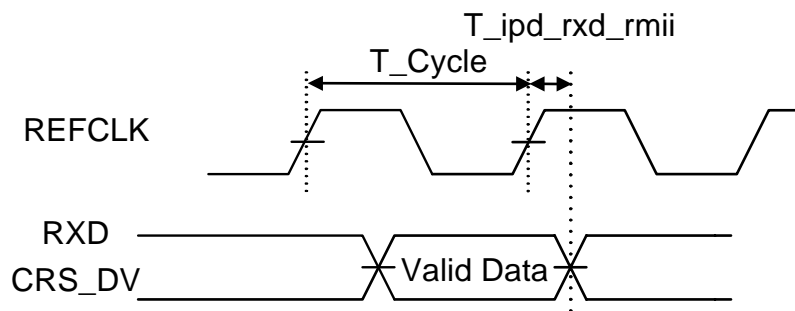 T_ipd_rxd_rmii
T_Cycle
REFCLK
RXD
CRS_DV
Valid Data